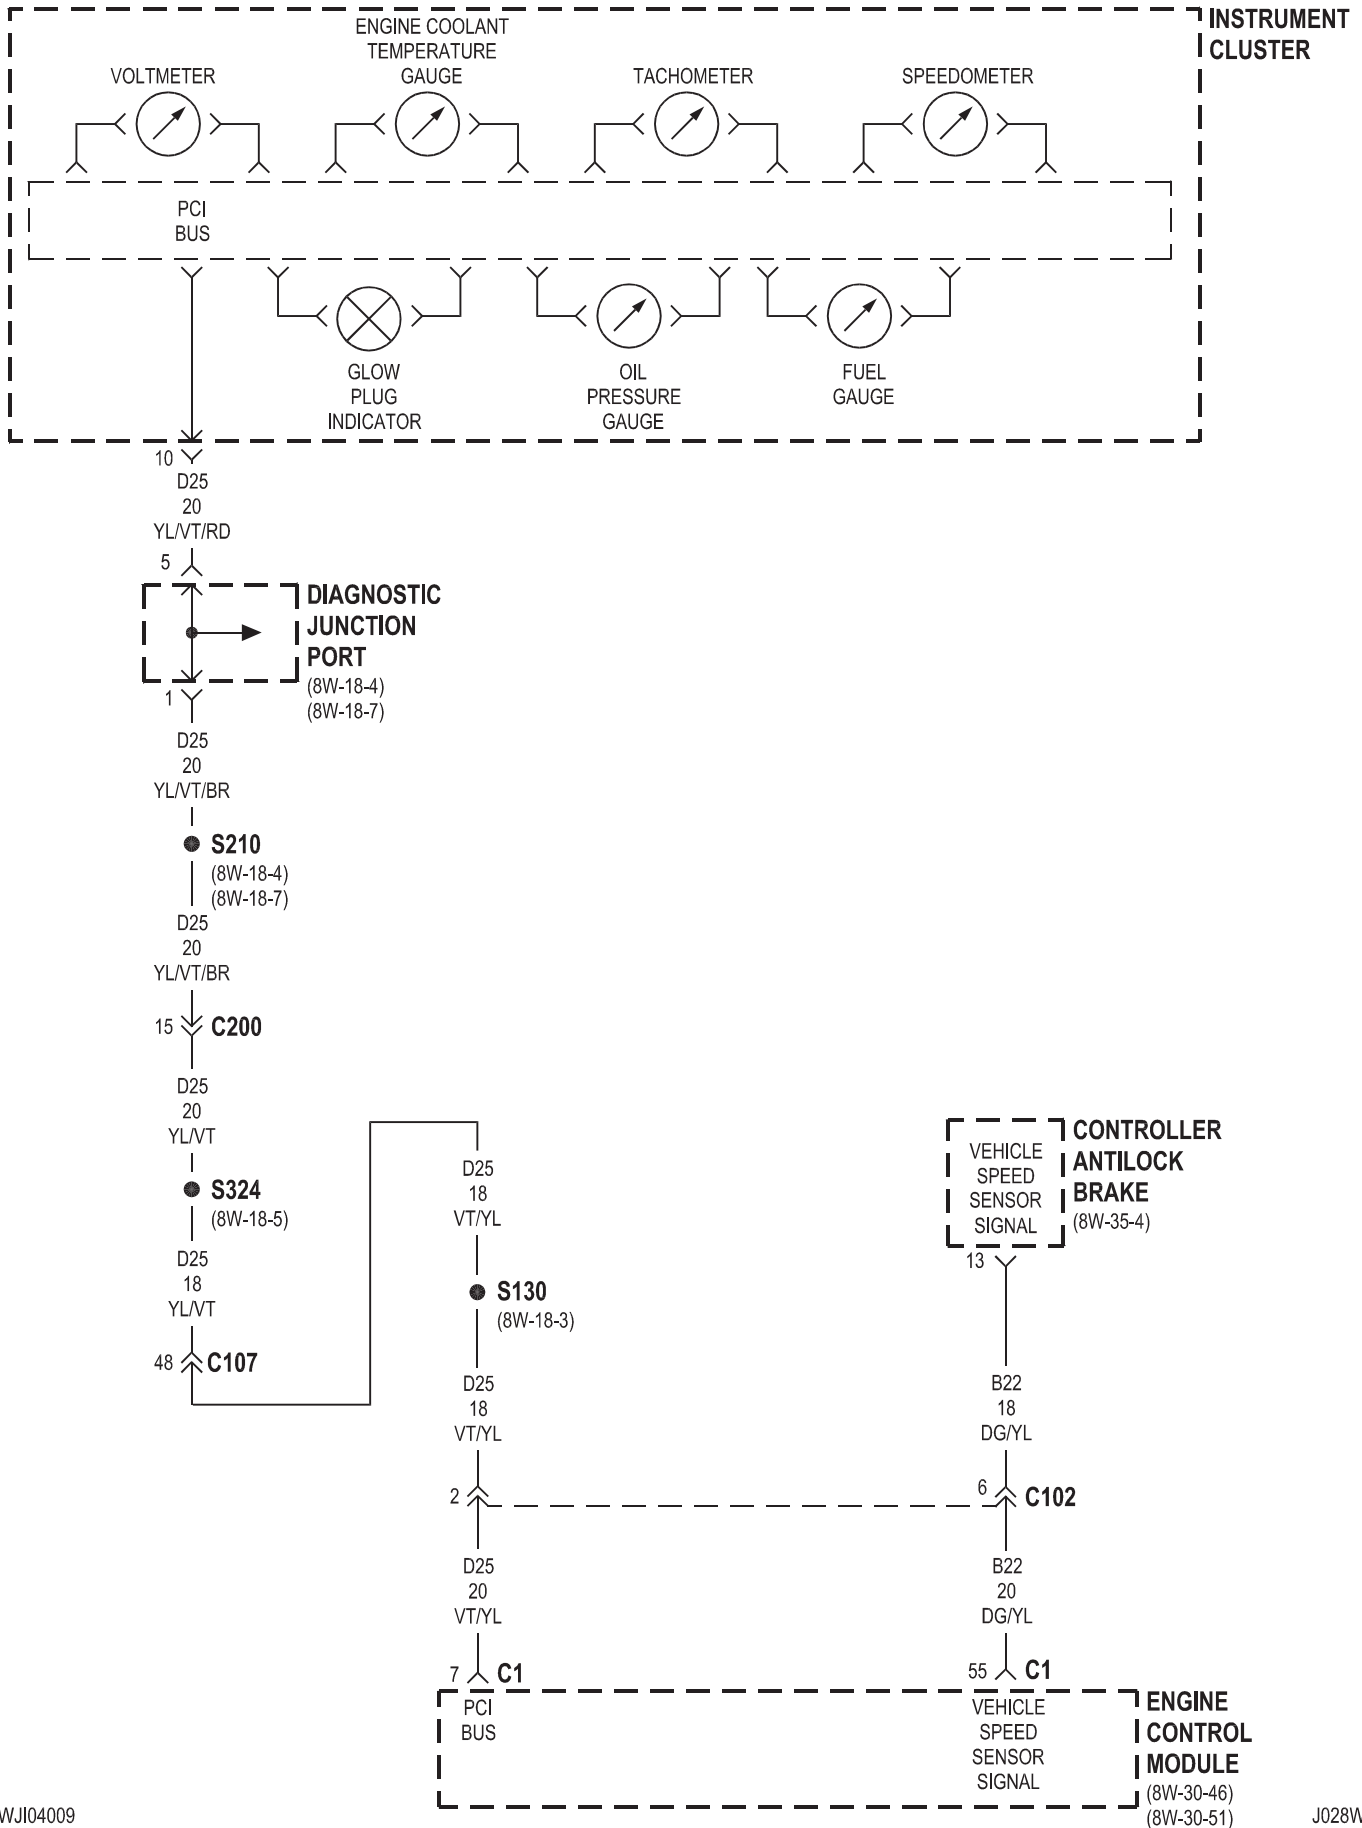 INSTRUMENT
CLUSTER
ENGINE COOLANT
TEMPERATURE
GAUGE
VOLTMETER
TACHOMETER
SPEEDOMETER
PCI
BUS
GLOW
PLUG
INDICATOR
OIL
PRESSURE
GAUGE
FUEL
GAUGE
10
D25
20
YL/VT/RD
5
DIAGNOSTIC
JUNCTION
PORT
(8W-18-4)
(8W-18-7)
1
D25
20
YL/VT/BR
S210
(8W-18-4)
(8W-18-7)
D25
20
YL/VT/BR
15 C200
D25
20
YL/VT
S324
(8W-18-5)
D25
18
YL/VT
48 C107
D25
18
VT/YL
S130
(8W-18-3)
D25
18
VT/YL
2
D25
20
VT/YL
7 C1
PCI
BUS
VEHICLE
SPEED
SENSOR
SIGNAL
CONTROLLER
ANTILOCK
BRAKE
(8W-35-4)
13
B22
18
DG/YL
6 C102
B22
20
DG/YL
55 C1
VEHICLE
SPEED
SENSOR
SIGNAL
ENGINE
CONTROL
MODULE
(8W-30-46)
(8W-30-51)
WJI04009
J028W